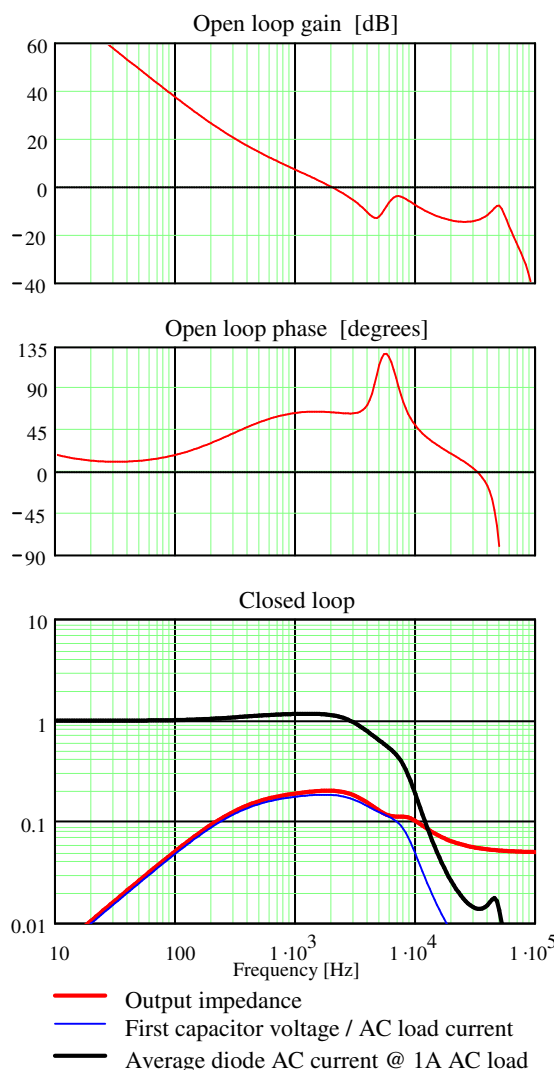 Open loop gain [dB]
60
40
20
0
−20
−40
Open loop phase [degrees]
135
90
45
0
−45
−90
Closed loop
10
1
0.1
0.01
10 100 1·10³ 1·10⁴ 1·10⁵
Frequency [Hz]
Output impedance
First capacitor voltage / AC load current
Average diode AC current @ 1A AC load